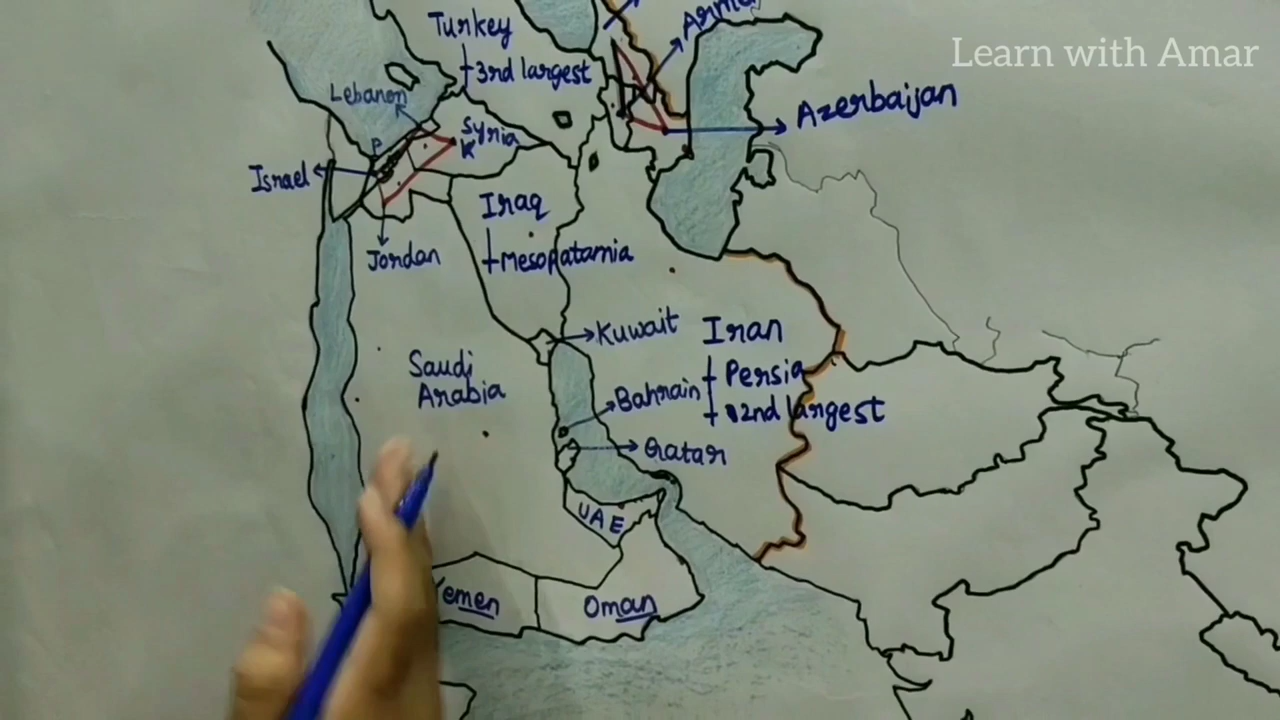 Learn with Amar
Turkey
3rd largest
Azerbaijan
Lebanon
Syria
P
K
Israel
Iraq
Jordan
Mesopatamia
Kuwait
Iran
Persia
2nd largest
Saudi
Arabia
Bahrain
Qatar
UAE
Yemen
Oman